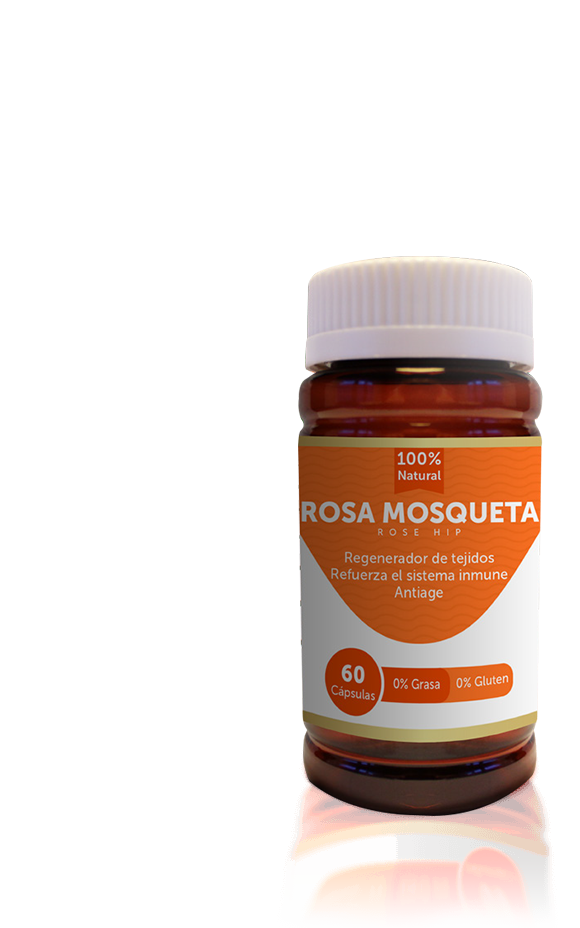 100%
Natural
ROSA MOSQUETA
ROSE HIP
Regenerador de tejidos
Refuerza el sistema inmune
Antiage
60
Cápsulas
0% Grasa
0% Gluten